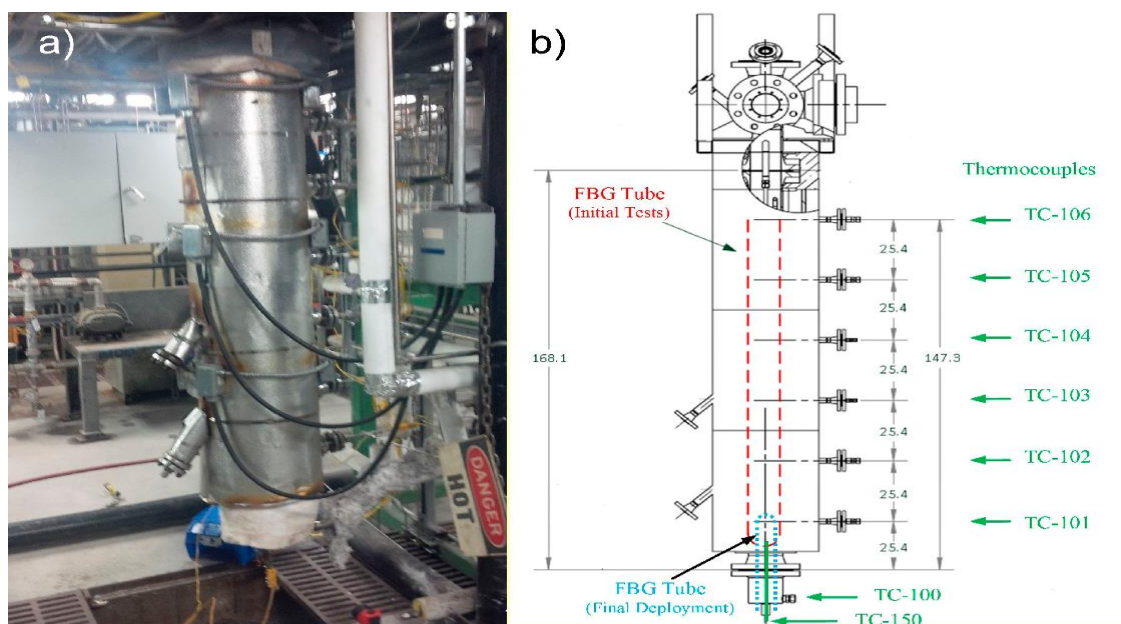 a)
DANGER
HOT
b)
Thermocouples
FBG Tube
(Initial Tests)
TC-106
25.4
TC-105
25.4
TC-104
168.1
25.4
147.3
TC-103
25.4
TC-102
25.4
TC-101
25.4
FBG Tube
(Final Deployment)
TC-100
TC-150